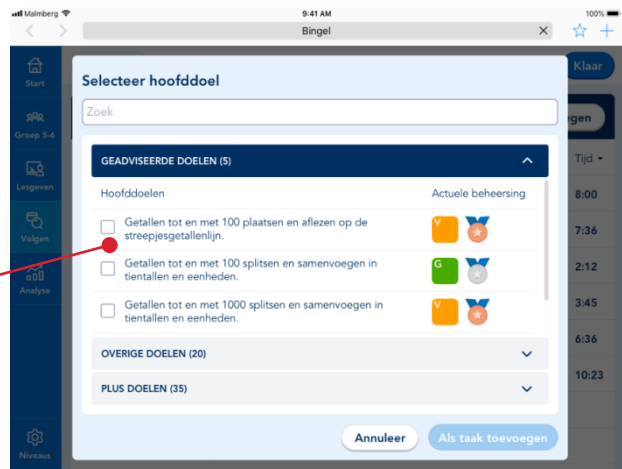 Malmberg 9:41 AM 100%
Bingel
Start
Groep 5-6
Lesgeven
Volgen
Analyse
Niveaus
Klaar
gen
Tijd
8:00
7:36
2:12
3:45
6:36
10:23
Selecteer hoofddoel
Zoek
GEADVISEERDE DOELEN (5)
Hoofddoelen Actuele beheersing
Getallen tot en met 100 plaatsen en aflezen op de
streepjesgetallenlijn.
V
Getallen tot en met 100 splitsen en samenvoegen in
tientallen en eenheden.
G
Getallen tot en met 1000 splitsen en samenvoegen in
tientallen en eenheden.
V
OVERIGE DOELEN (20)
PLUS DOELEN (35)
Annuleer Als taak toevoegen